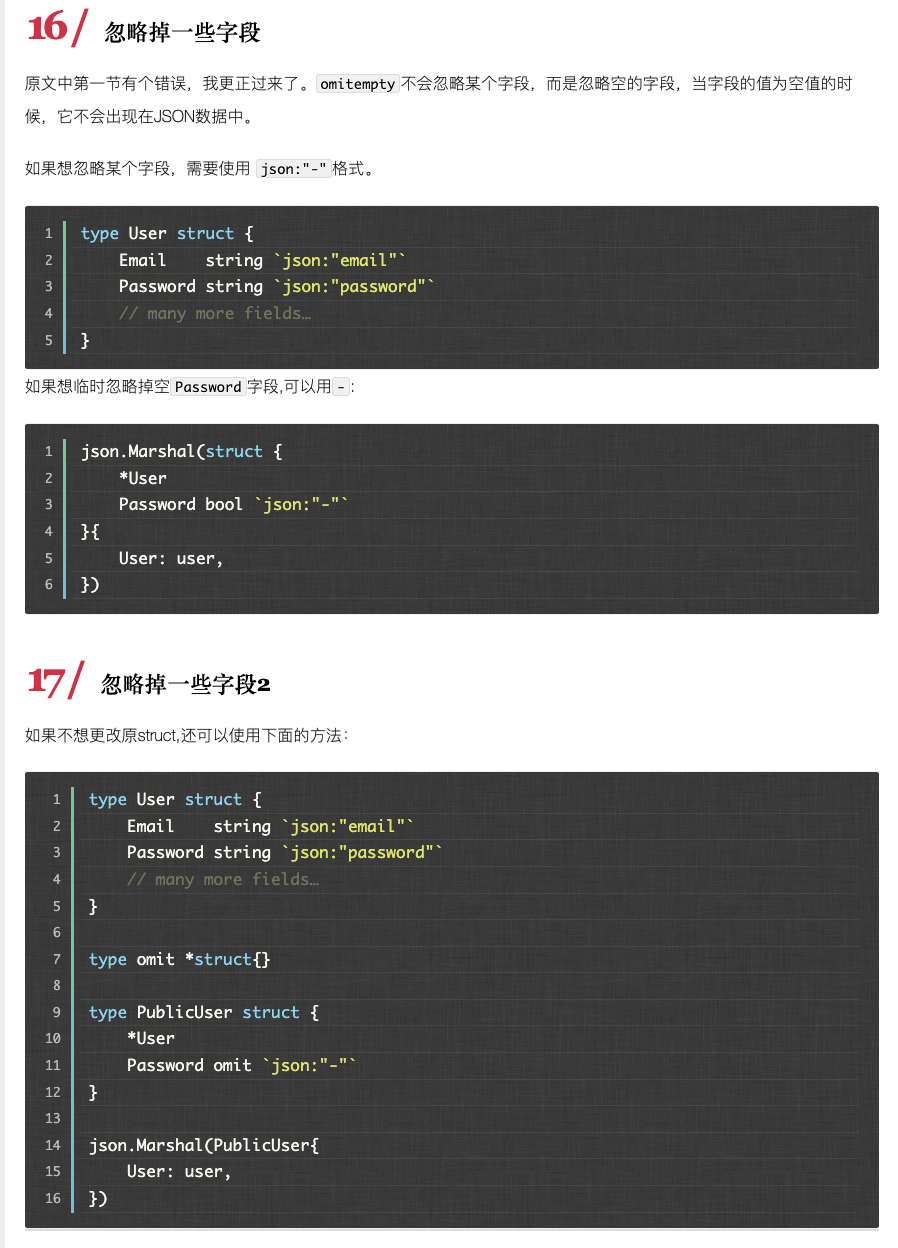 16/ 忽略掉一些字段
原文中第一节有个错误，我更正过来了。omitempty不会忽略某个字段，而是忽略空的字段，当字段的值为空值的时
候，它不会出现在JSON数据中。
如果想忽略某个字段，需要使用 json:"-"格式。
1 type User struct {
2     Email    string `json:"email"`
3     Password string `json:"password"`
4     // many more fields…
5 }
如果想临时忽略掉空Password字段,可以用-:
1 json.Marshal(struct {
2     *User
3     Password bool `json:"-"`
4 }{
5     User: user,
6 })
17/ 忽略掉一些字段2
如果不想更改原struct,还可以使用下面的方法：
1 type User struct {
2     Email    string `json:"email"`
3     Password string `json:"password"`
4     // many more fields…
5 }
6
7 type omit *struct{}
8
9 type PublicUser struct {
10     *User
11     Password omit `json:"-"`
12 }
13
14 json.Marshal(PublicUser{
15     User: user,
16 })